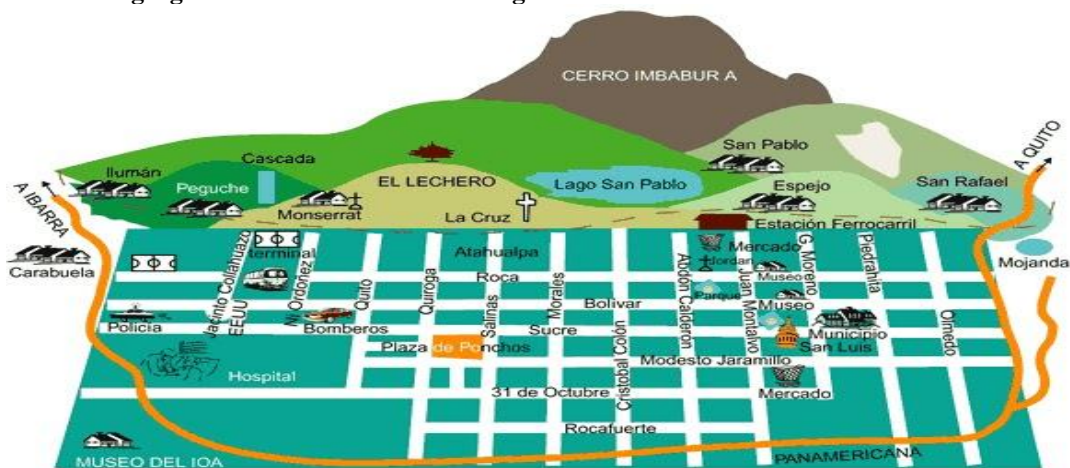 CERRO IMBABUR A
San Pablo
A QUITO
Cascada
Ilumán
Peguche
EL LECHERO
Lago San Pablo
Espejo
San Rafael
A IBARRA
Monserrat
La Cruz
Estación Ferrocarril
Carabuela
terminal
Atahualpa
Mercado
Jordan
Mojanda
Jacinto Collahuazo
EEUU
Roca
Museo
G Moreno
Piedrahita
Quito
Quiroga
Salinas
Morales
Abdón Calderon
Juan Montalvo
Parque
Bolivar
Museo
Policia
Bomberos
Sucre
Municipio
Olmedo
Plaza de Ponchos
San Luis
Cristobal Colón
Modesto Jaramillo
Hospital
31 de Octubre
Mercado
Rocafuerte
MUSEO DEL IOA
PANAMERICANA